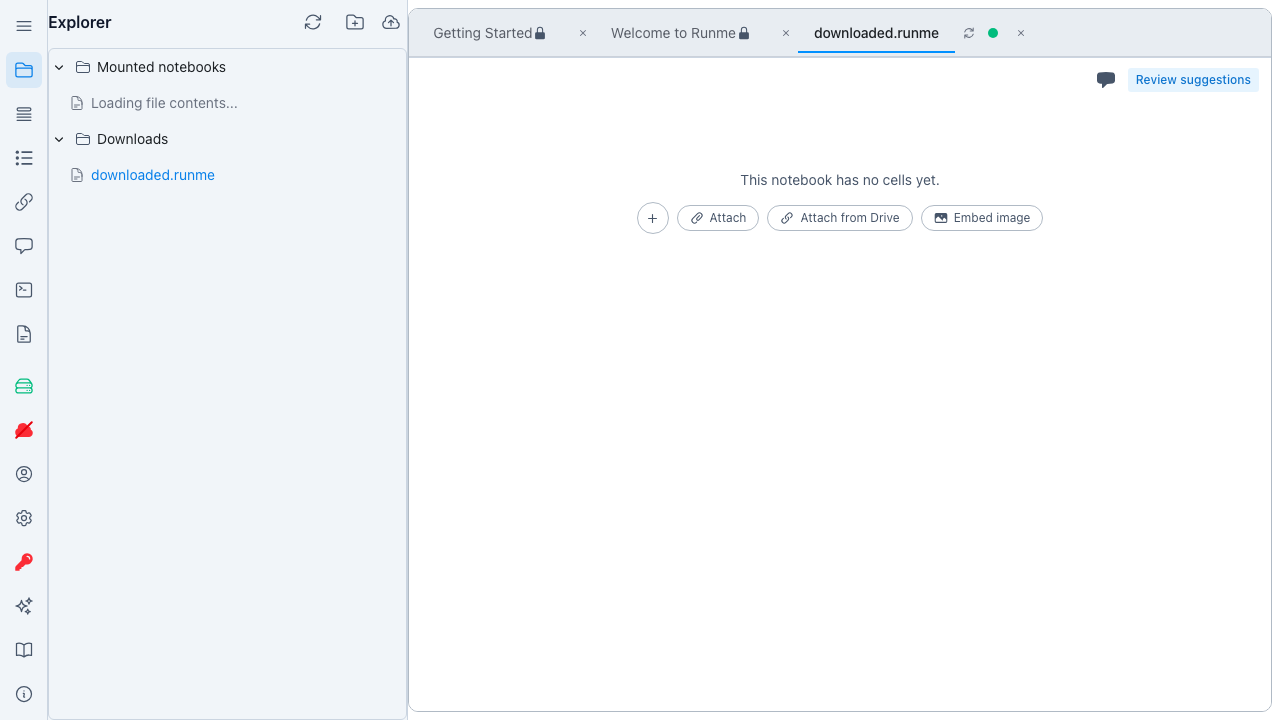 Explorer
Mounted notebooks
Loading file contents...
Downloads
downloaded.runme
Getting Started
Welcome to Runme
downloaded.runme
Review suggestions
This notebook has no cells yet.
Attach
Attach from Drive
Embed image